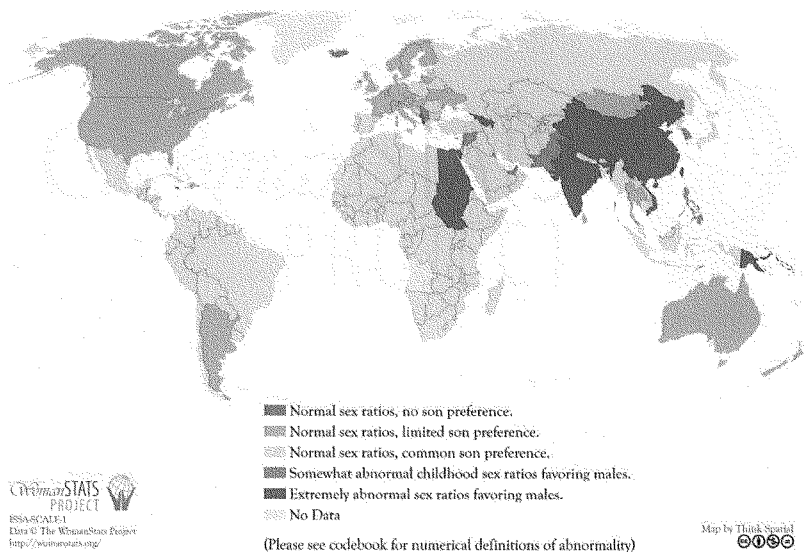 Normal sex ratios, no son preference.
Normal sex ratios, limited son preference.
Normal sex ratios, common son preference.
Somewhat abnormal childhood sex ratios favoring males.
Extremely abnormal sex ratios favoring males.
No Data
(Please see codebook for numerical definitions of abnormality)
WomanSTATS
PROJECT
ISSA-SCALE-1
Data © The WomanStats Project
http://womanstats.org/
Map by Think Spatial